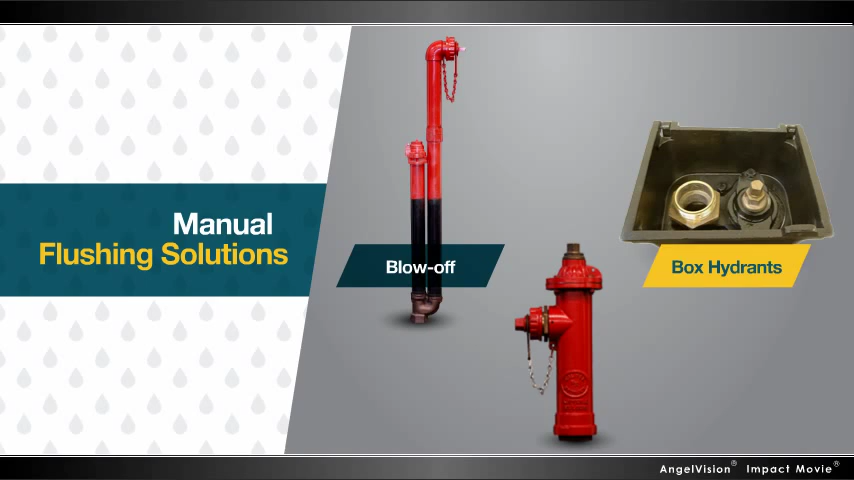 Manual
Flushing Solutions
Blow-off
Box Hydrants
AngelVision® Impact Movie®